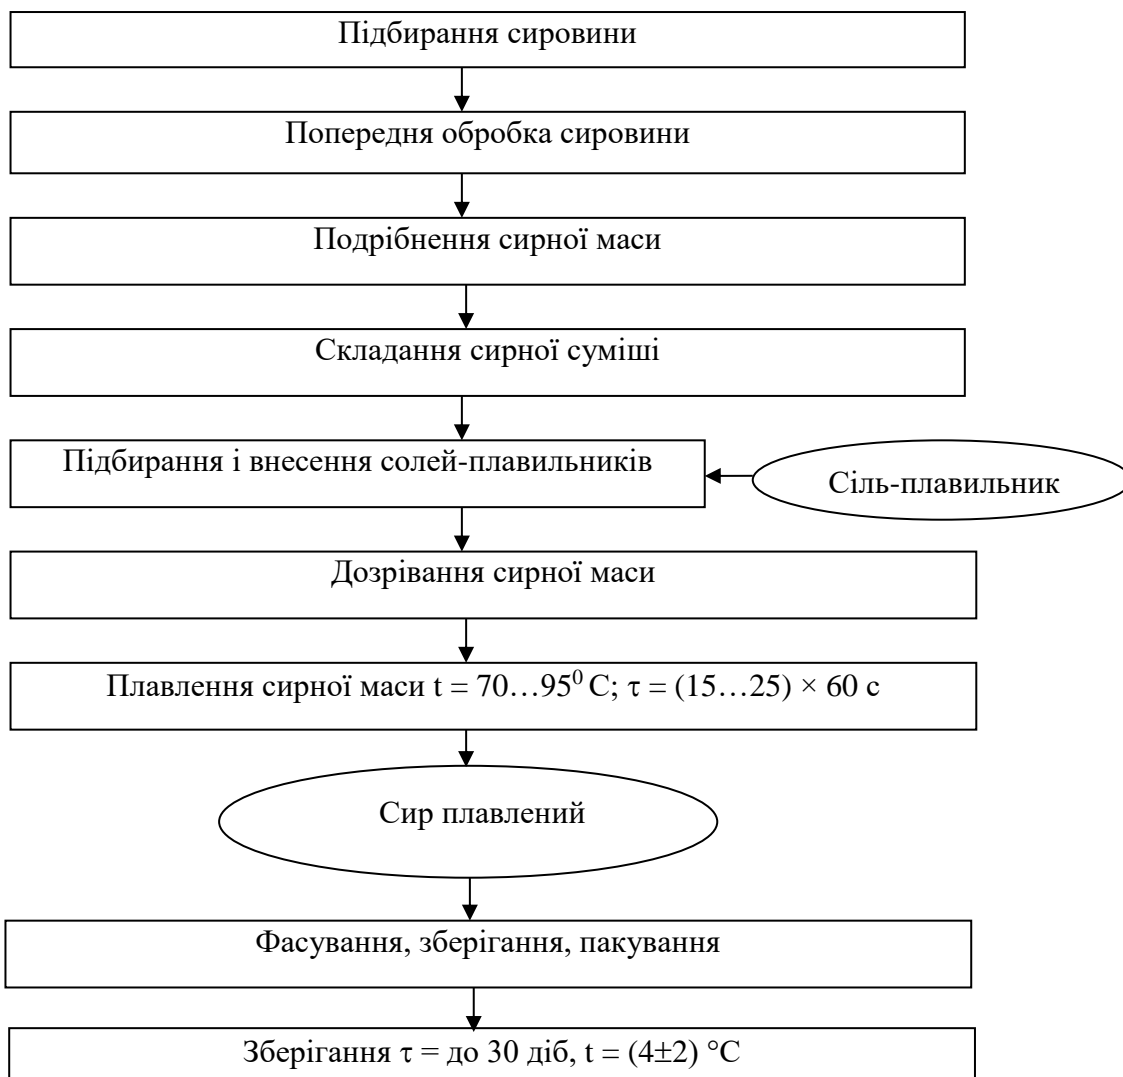 Підбирання сировини
Попередня обробка сировини
Подрібнення сирної маси
Складання сирної суміші
Підбирання і внесення солей-плавильників
Сіль-плавильник
Дозрівання сирної маси
Плавлення сирної маси t = 70…95⁰ C; τ = (15…25) × 60 с
Сир плавлений
Фасування, зберігання, пакування
Зберігання τ = до 30 діб, t = (4±2) °C